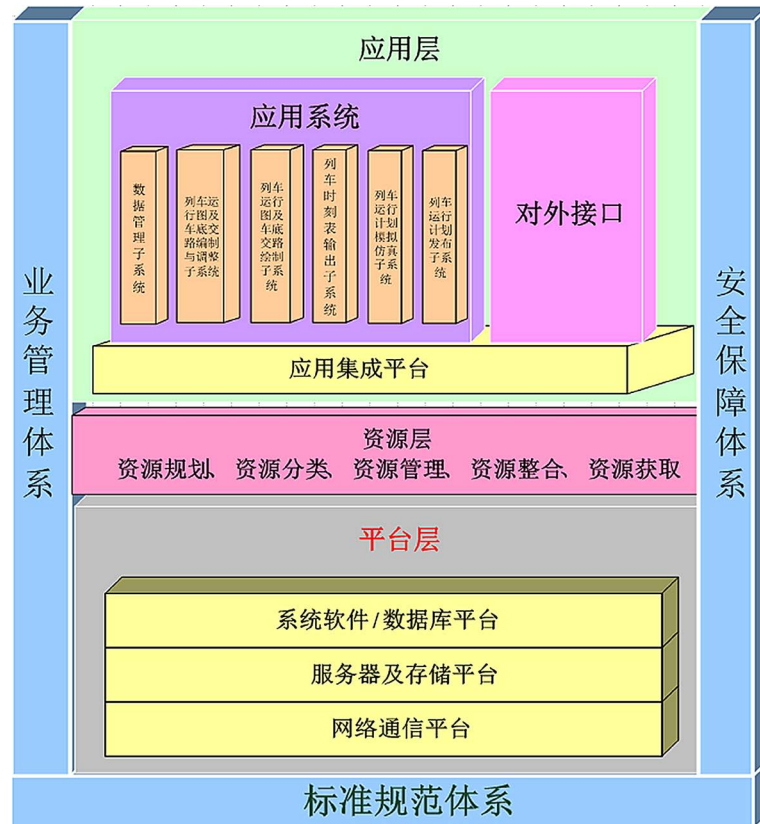 应用层
应用系统
数据管理子系统
列车运
行图及
车底交
路编制
与调整
子系统
列车
运行
图及
车底
交路
绘制
子系
统
列车时刻表输出子系统
列车
运行
计划
模拟
仿真
子系
统
列车
运行
计划
发布
子系
统
对外接口
应用集成平台
业务管理体系
安全保障体系
资源层
资源规划、资源分类、资源管理、资源整合、资源获取
平台层
系统软件/数据库平台
服务器及存储平台
网络通信平台
标准规范体系